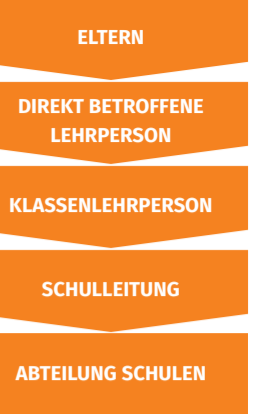 ELTERN
DIREKT BETROFFENE
LEHRPERSON
KLASSENLEHRPERSON
SCHULLEITUNG
ABTEILUNG SCHULEN